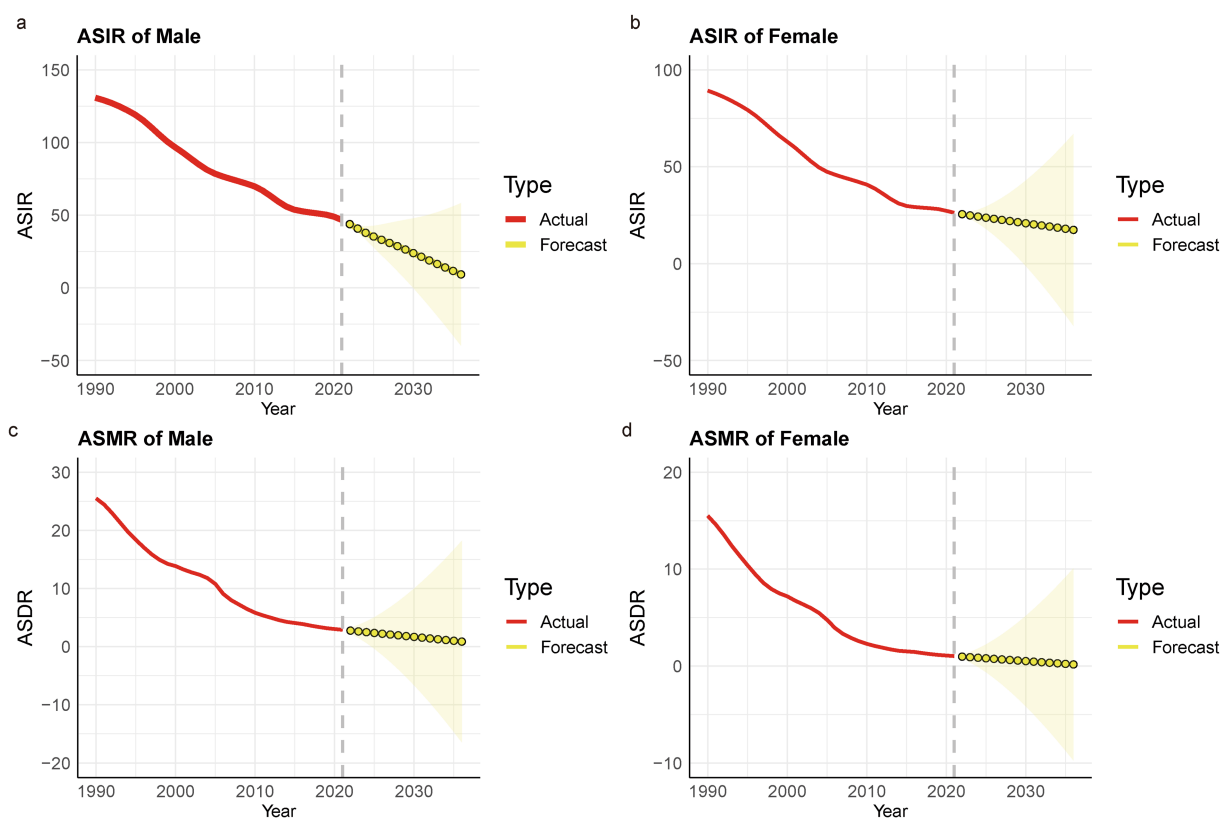 a
ASIR of Male
150
100
50
0
−50
ASIR
1990 2000 2010 2020 2030
Year
Type
Actual
Forecast
b
ASIR of Female
100
50
0
−50
ASIR
1990 2000 2010 2020 2030
Year
Type
Actual
Forecast
c
ASMR of Male
30
20
10
0
−10
−20
ASDR
1990 2000 2010 2020 2030
Year
Type
Actual
Forecast
d
ASMR of Female
20
10
0
−10
ASDR
1990 2000 2010 2020 2030
Year
Type
Actual
Forecast